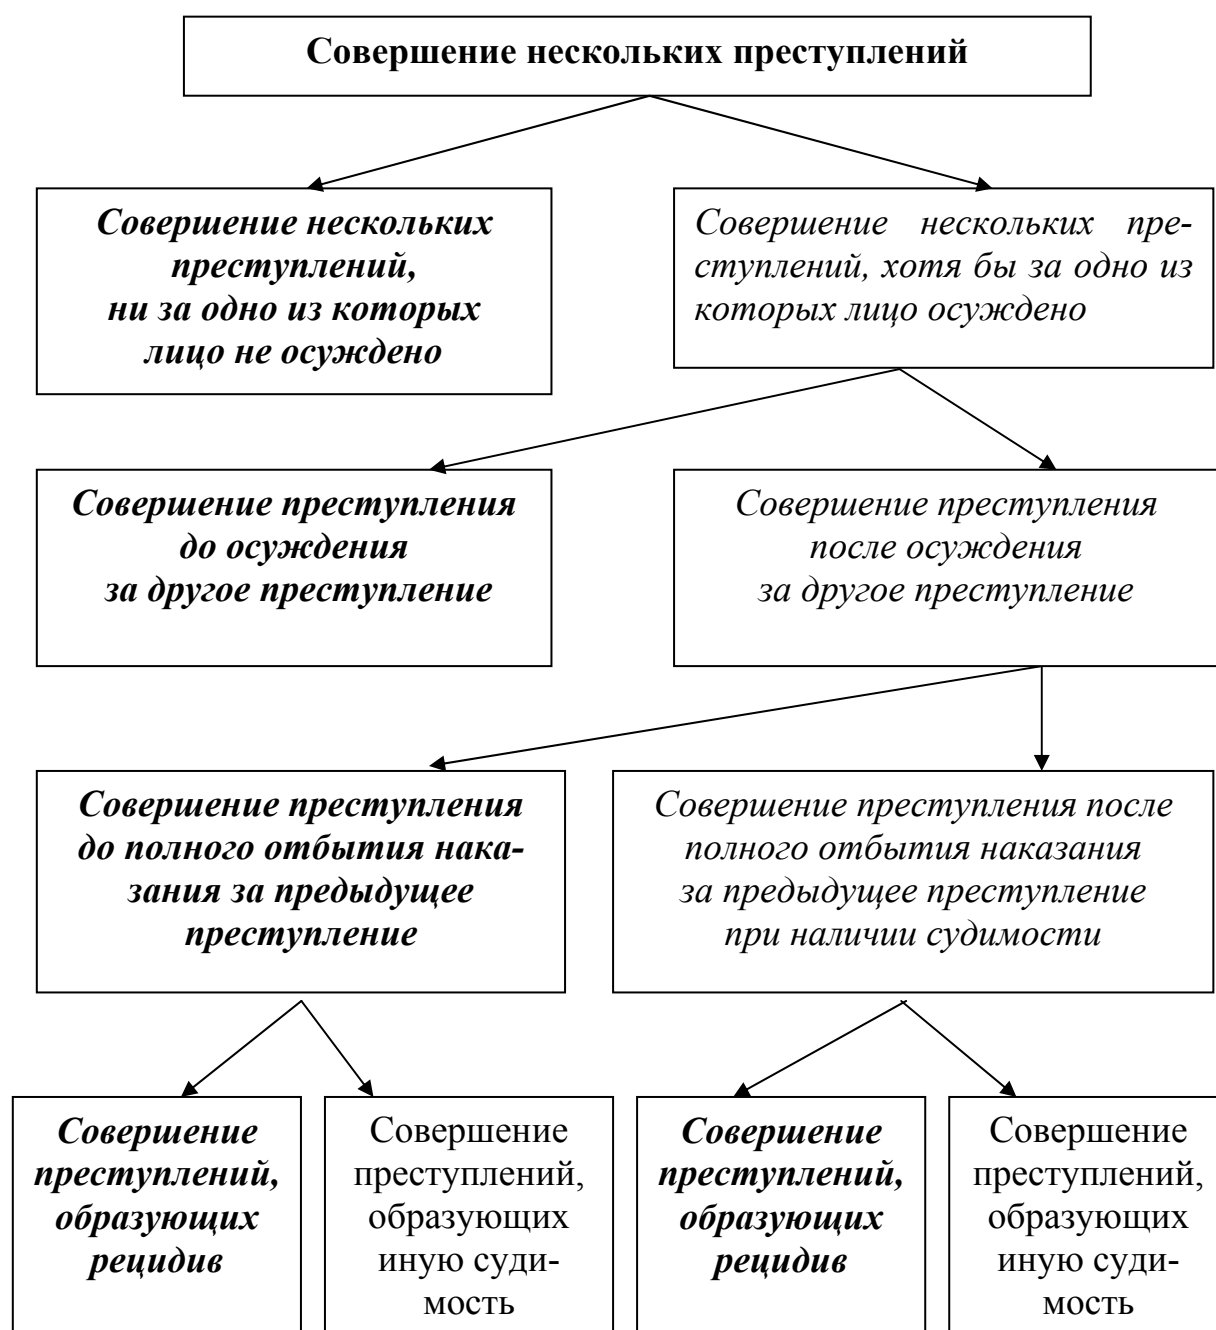 Совершение нескольких преступлений
Совершение нескольких
преступлений,
ни за одно из которых
лицо не осуждено
Совершение нескольких пре-
ступлений, хотя бы за одно из
которых лицо осуждено
Совершение преступления
до осуждения
за другое преступление
Совершение преступления
после осуждения
за другое преступление
Совершение преступления
до полного отбытия нака-
зания за предыдущее
преступление
Совершение преступления после
полного отбытия наказания
за предыдущее преступление
при наличии судимости
Совершение
преступлений,
образующих
рецидив
Совершение
преступлений,
образующих
иную суди-
мость
Совершение
преступлений,
образующих
рецидив
Совершение
преступлений,
образующих
иную суди-
мость